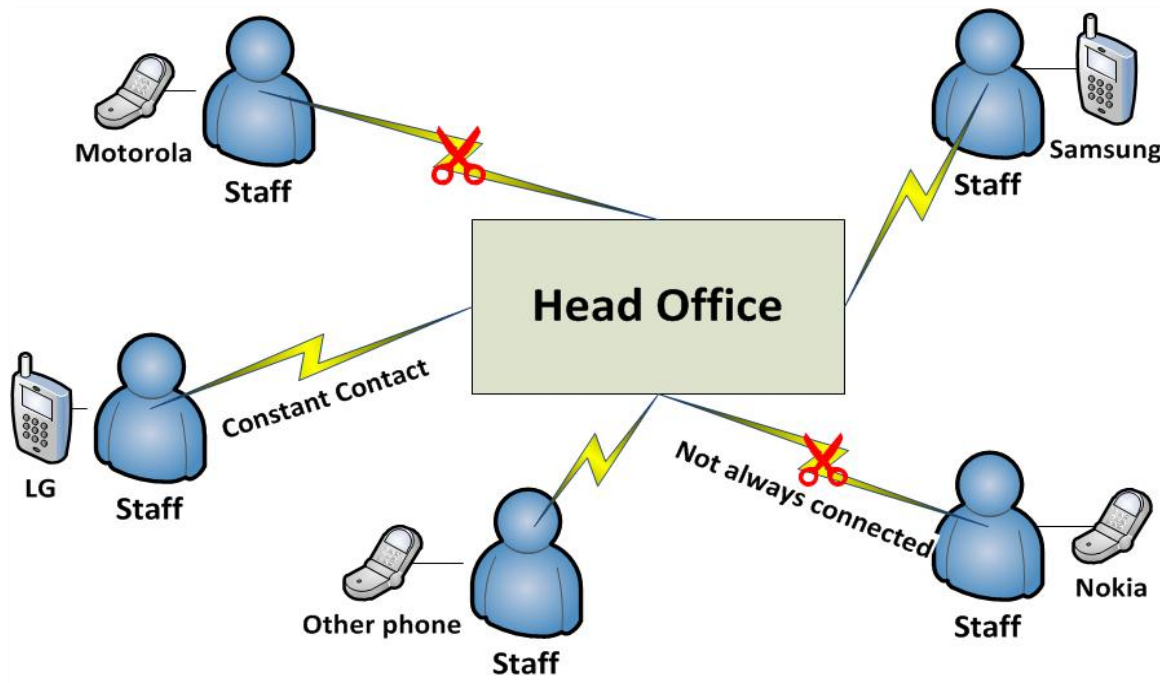 Motorola
Staff
Samsung
Staff
Head Office
Constant Contact
LG
Staff
Not always connected
Other phone
Staff
Nokia
Staff